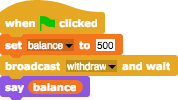 when clicked
set balance to 500
broadcast withdraw and wait
say balance